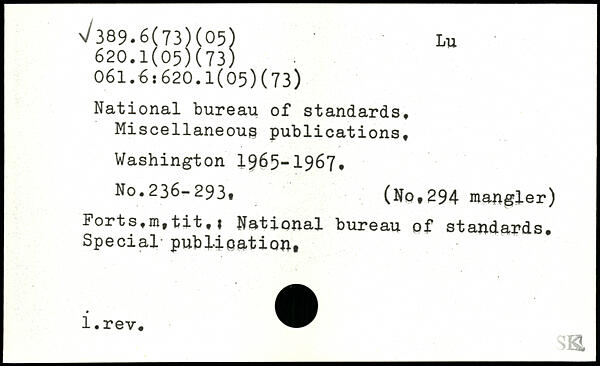 √389.6(73)(05) Lu
620.1(05)(73)
061.6:620.1(05)(73)
National bureau of standards.
Miscellaneous publications.
Washington 1965-1967.
No.236-293. (No.294 mangler)
Forts.m.tit.: National bureau of standards.
Special publication.
i.rev.